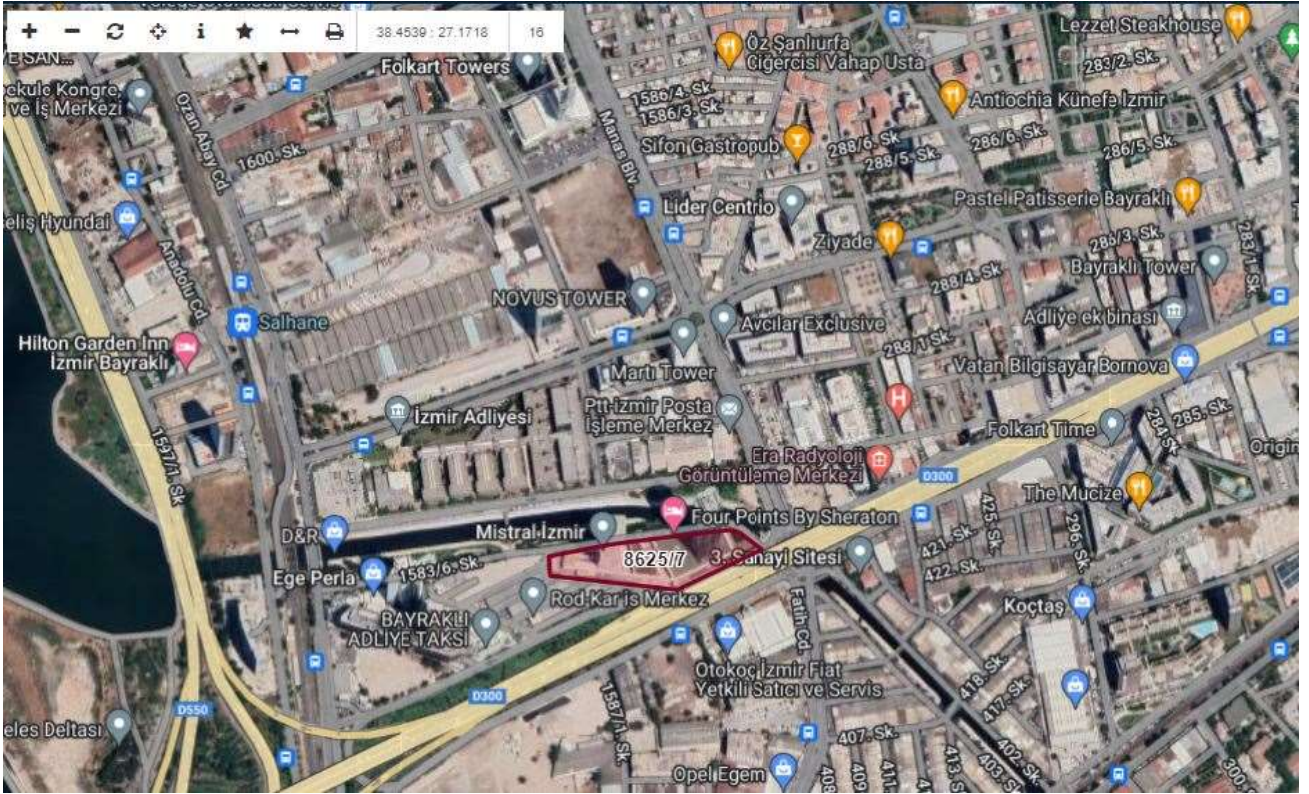 38.4539 : 27.1718
16
Folkart Towers
Ozan Abay Cd
1600. Sk.
Anadolu Cd.
Salhane
Hilton Garden Inn
İzmir Bayraklı
1597/1. Sk
İzmir Adliyesi
D&R
Ege Perla
1583/6. Sk.
BAYRAKLI
ADLİYE TAKSİ
D550
D300
Manas Blv.
1586/4. Sk.
1586/3. Sk.
Öz Şanlıurfa
Ciğercisi Vahap Usta
Sifon Gastropub
Lider Centrio
NOVUS TOWER
Martı Tower
Avcılar Exclusive
Ptt İzmir Posta
İşleme Merkez
Era Radyoloji
Görüntüleme Merkezi
Four Points By Sheraton
Mistral İzmir
8625/7
3. Sanayi Sitesi
Rod-Kar is Merkez
Lezzet Steakhouse
283/2. Sk.
Antiochia Künefe İzmir
288/6. Sk.
288/5. Sk.
286/6. Sk.
286/5. Sk.
Pastel Patisserie Bayraklı
Ziyade
286/3. Sk.
283/1. Sk.
Bayraklı Tower
288/4. Sk.
Adliye ek binası
288/1 Sk.
Vatan Bilgisayar Bornova
Folkart Time
284 Sk.
285. Sk.
Origin
D300
The Mucize
425. Sk.
421. Sk.
422. Sk.
296. Sk.
Koçtaş
Fatih Cd.
Otokoç İzmir Fiat
Yetkili Satıcı ve Servis
1587/1. Sk
418. Sk.
417. Sk.
407. Sk.
402. Sk.
403. Sk.
408
409
411.
413. S
300.
Opel Egem
eles Deltası
eliş Hyundai
ve İş Merkezi